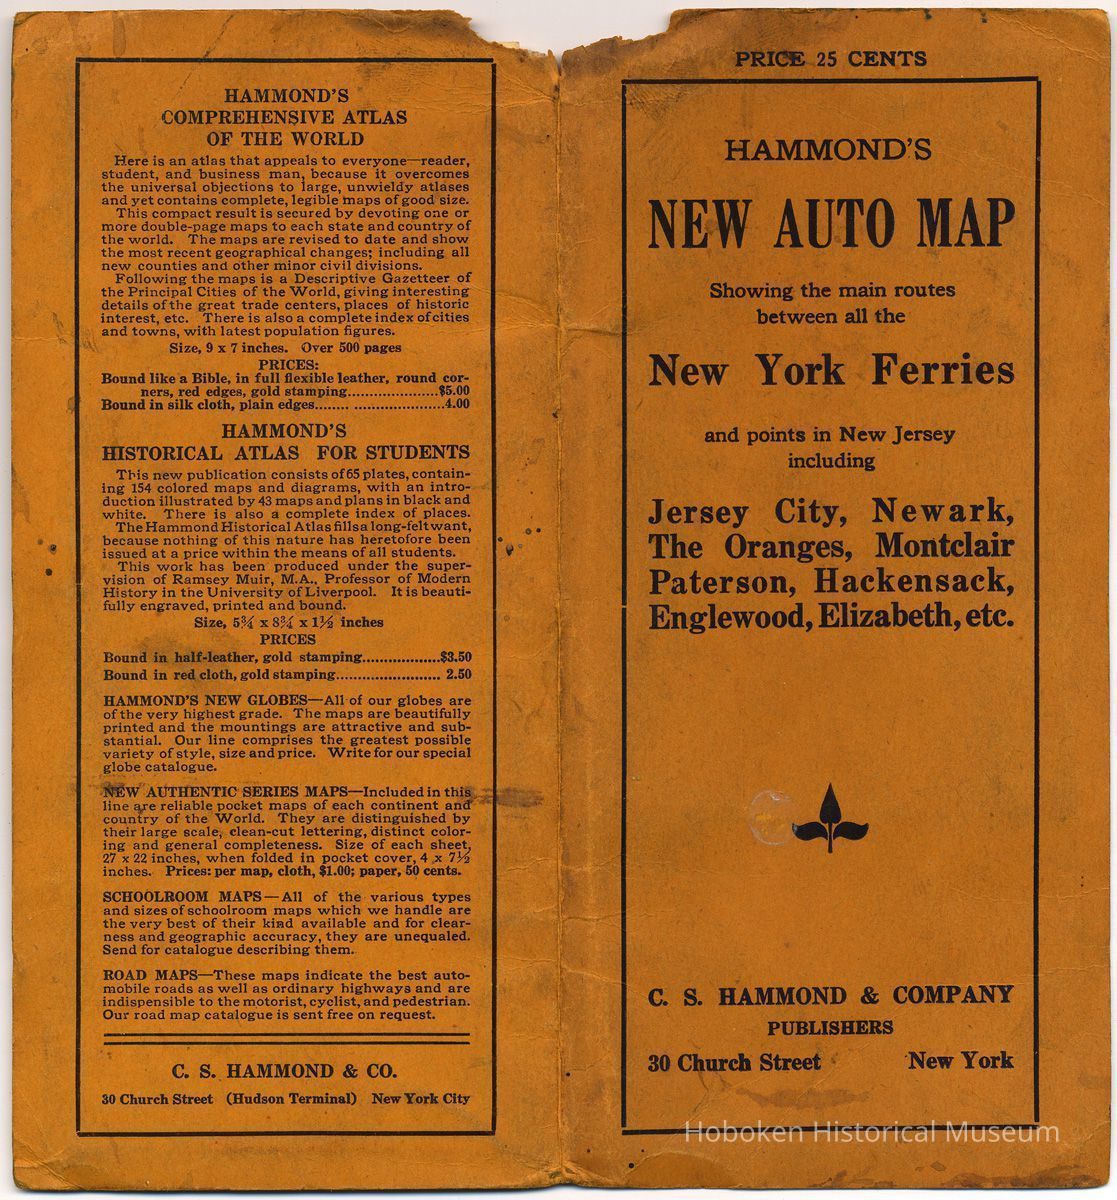 HAMMOND'S
COMPREHENSIVE ATLAS
OF THE WORLD
Here is an atlas that appeals to everyone—reader,
student, and business man, because it overcomes
the universal objections to large, unwieldy atlases
and yet contains complete, legible maps of good size.
This compact result is secured by devoting one or
more double-page maps to each state and country of
the world. The maps are revised to date and show
the most recent geographical changes; including all
new counties and other minor civil divisions.
Following the maps is a Descriptive Gazetteer of
the Principal Cities of the World, giving interesting
details of the great trade centers, places of historic
interest, etc. There is also a complete index of cities
and towns, with latest population figures.
Size, 9 x 7 inches. Over 500 pages
PRICES:
Bound like a Bible, in full flexible leather, round cor-
ners, red edges, gold stamping......................$5.00
Bound in silk cloth, plain edges........ ......................4.00
HAMMOND'S
HISTORICAL ATLAS FOR STUDENTS
This new publication consists of 65 plates, contain-
ing 154 colored maps and diagrams, with an intro-
duction illustrated by 43 maps and plans in black and
white. There is also a complete index of places.
The Hammond Historical Atlas fills a long-felt want,
because nothing of this nature has heretofore been
issued at a price within the means of all students.
This work has been produced under the super-
vision of Ramsey Muir, M.A., Professor of Modern
History in the University of Liverpool. It is beauti-
fully engraved, printed and bound.
Size, 5¾ x 8¾ x 1½ inches
PRICES
Bound in half-leather, gold stamping..................$3.50
Bound in red cloth, gold stamping........................ 2.50
HAMMOND'S NEW GLOBES—All of our globes are
of the very highest grade. The maps are beautifully
printed and the mountings are attractive and sub-
stantial. Our line comprises the greatest possible
variety of style, size and price. Write for our special
globe catalogue.
NEW AUTHENTIC SERIES MAPS—Included in this
line are reliable pocket maps of each continent and
country of the World. They are distinguished by
their large scale, clean-cut lettering, distinct color-
ing and general completeness. Size of each sheet,
27 x 22 inches, when folded in pocket cover, 4 x 7½
inches. Prices: per map, cloth, $1.00; paper, 50 cents.
SCHOOLROOM MAPS—All of the various types
and sizes of schoolroom maps which we handle are
the very best of their kind available and for clear-
ness and geographic accuracy, they are unequaled.
Send for catalogue describing them.
ROAD MAPS—These maps indicate the best auto-
mobile roads as well as ordinary highways and are
indispensible to the motorist, cyclist, and pedestrian.
Our road map catalogue is sent free on request.
C. S. HAMMOND & CO.
30 Church Street (Hudson Terminal) New York City
PRICE 25 CENTS
HAMMOND'S
NEW AUTO MAP
Showing the main routes
between all the
New York Ferries
and points in New Jersey
including
Jersey City, Newark,
The Oranges, Montclair
Paterson, Hackensack,
Englewood, Elizabeth, etc.
C. S. HAMMOND & COMPANY
PUBLISHERS
30 Church Street New York
Hoboken Historical Museum